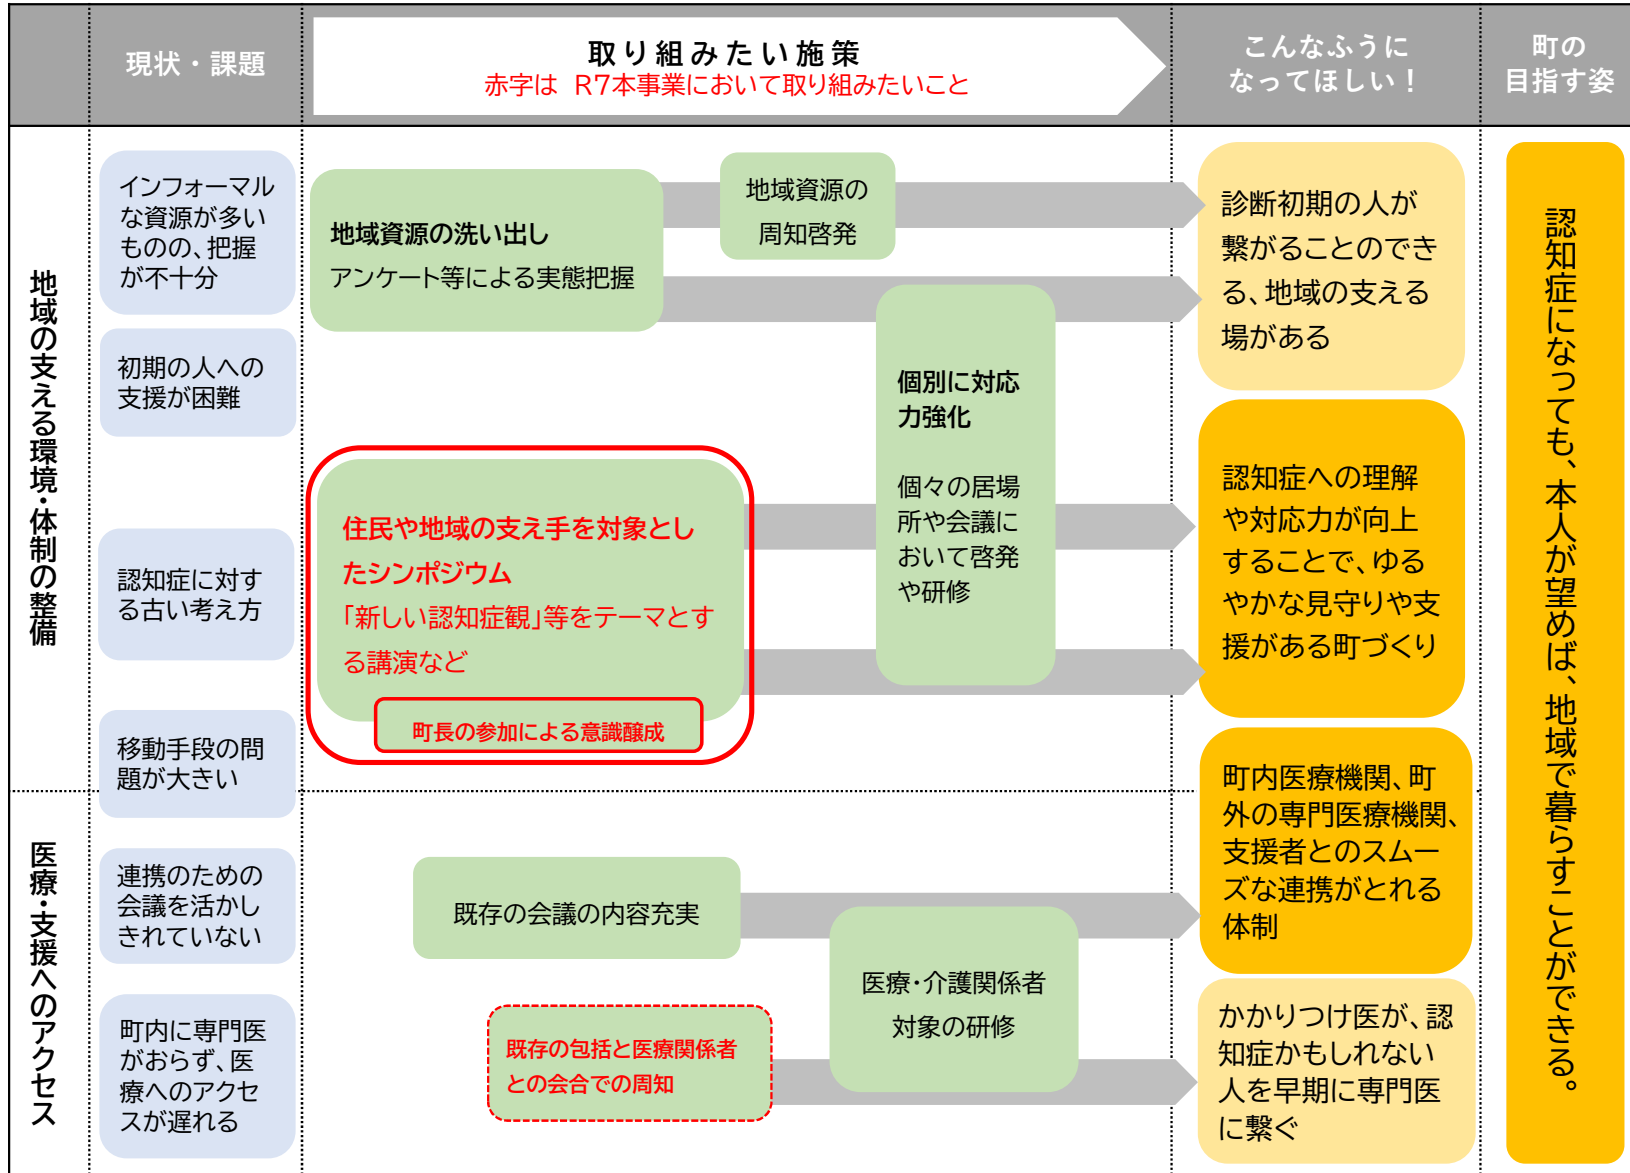 現状・課題
取り組みたい施策
赤字は R7本事業において取り組みたいこと
こんなふうに
なってほしい！
町の
目指す姿
地域の支える環境・体制の整備
インフォーマル
な資源が多い
ものの、把握
が不十分
初期の人への
支援が困難
認知症に対す
る古い考え方
移動手段の問
題が大きい
地域資源の洗い出し
アンケート等による実態把握
地域資源の
周知啓発
個別に対応
力強化
個々の居場
所や会議に
おいて啓発
や研修
住民や地域の支え手を対象とし
たシンポジウム
「新しい認知症観」等をテーマとす
る講演など
町長の参加による意識醸成
診断初期の人が
繋がることのでき
る、地域の支える
場がある
認知症への理解
や対応力が向上
することで、ゆる
やかな見守りや支
援がある町づくり
医療・支援へのアクセス
連携のための
会議を活かし
きれていない
町内に専門医
がおらず、医
療へのアクセ
スが遅れる
既存の会議の内容充実
医療・介護関係者
対象の研修
既存の包括と医療関係者
との会合での周知
町内医療機関、町
外の専門医療機関、
支援者とのスムー
ズな連携がとれる
体制
かかりつけ医が、認
知症かもしれない
人を早期に専門医
に繋ぐ
認知症になっても、本人が望めば、地域で暮らすことができる。